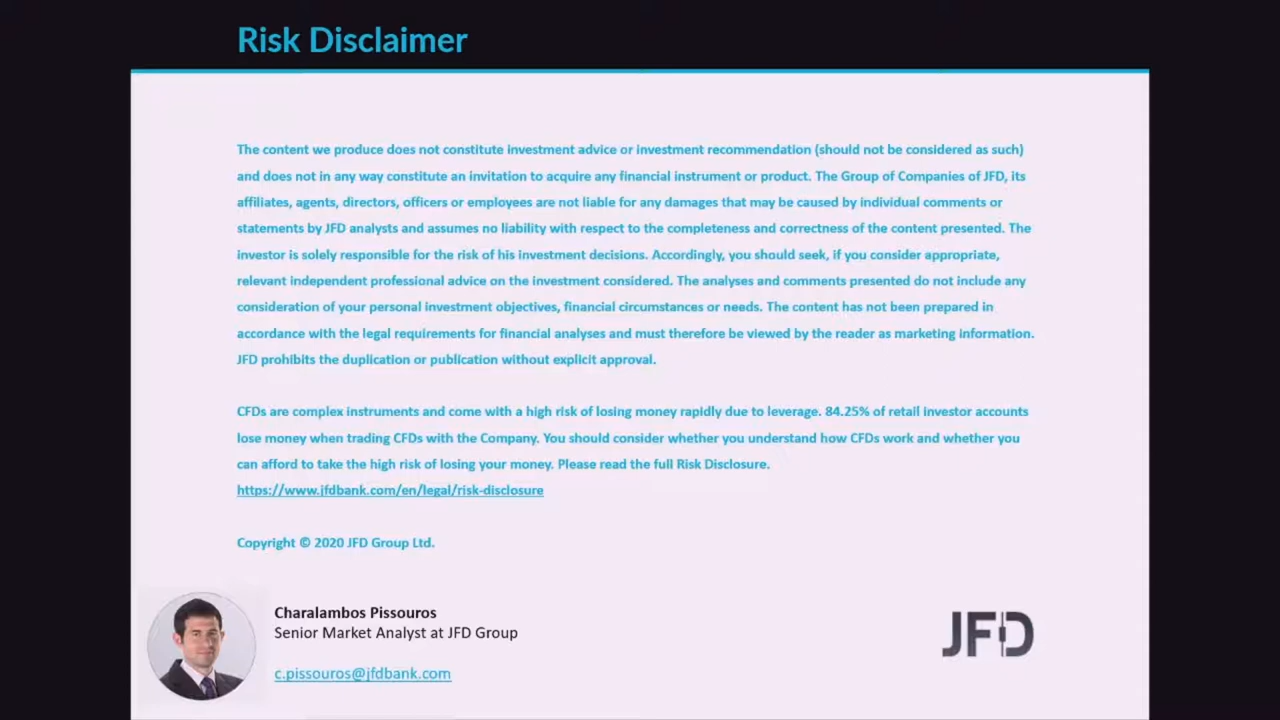 Risk Disclaimer
The content we produce does not constitute investment advice or investment recommendation (should not be considered as such)
and does not in any way constitute an invitation to acquire any financial instrument or product. The Group of Companies of JFD, its
affiliates, agents, directors, officers or employees are not liable for any damages that may be caused by individual comments or
statements by JFD analysts and assumes no liability with respect to the completeness and correctness of the content presented. The
investor is solely responsible for the risk of his investment decisions. Accordingly, you should seek, if you consider appropriate,
relevant independent professional advice on the investment considered. The analyses and comments presented do not include any
consideration of your personal investment objectives, financial circumstances or needs. The content has not been prepared in
accordance with the legal requirements for financial analyses and must therefore be viewed by the reader as marketing information.
JFD prohibits the duplication or publication without explicit approval.
CFDs are complex instruments and come with a high risk of losing money rapidly due to leverage. 84.25% of retail investor accounts
lose money when trading CFDs with the Company. You should consider whether you understand how CFDs work and whether you
can afford to take the high risk of losing your money. Please read the full Risk Disclosure.
https://www.jfdbank.com/en/legal/risk-disclosure
Copyright © 2020 JFD Group Ltd.
Charalambos Pissouros
Senior Market Analyst at JFD Group
c.pissouros@jfdbank.com
JFD